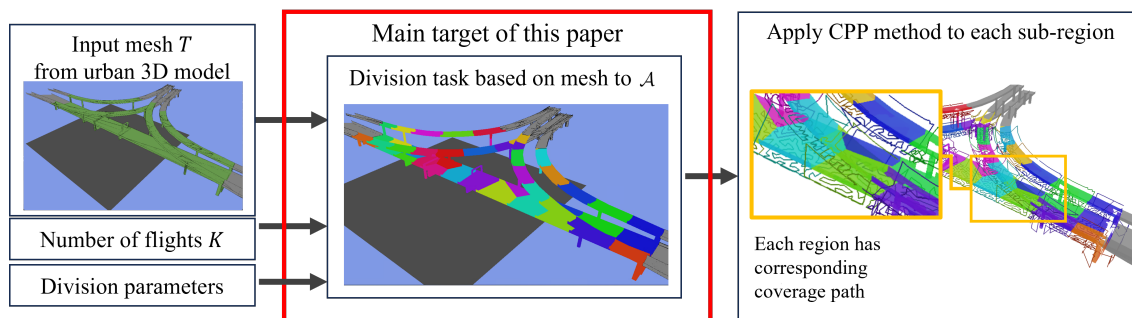 Input mesh T
from urban 3D model
Number of flights K
Division parameters
Main target of this paper
Division task based on mesh to 𝒜
Apply CPP method to each sub-region
Each region has
corresponding
coverage path